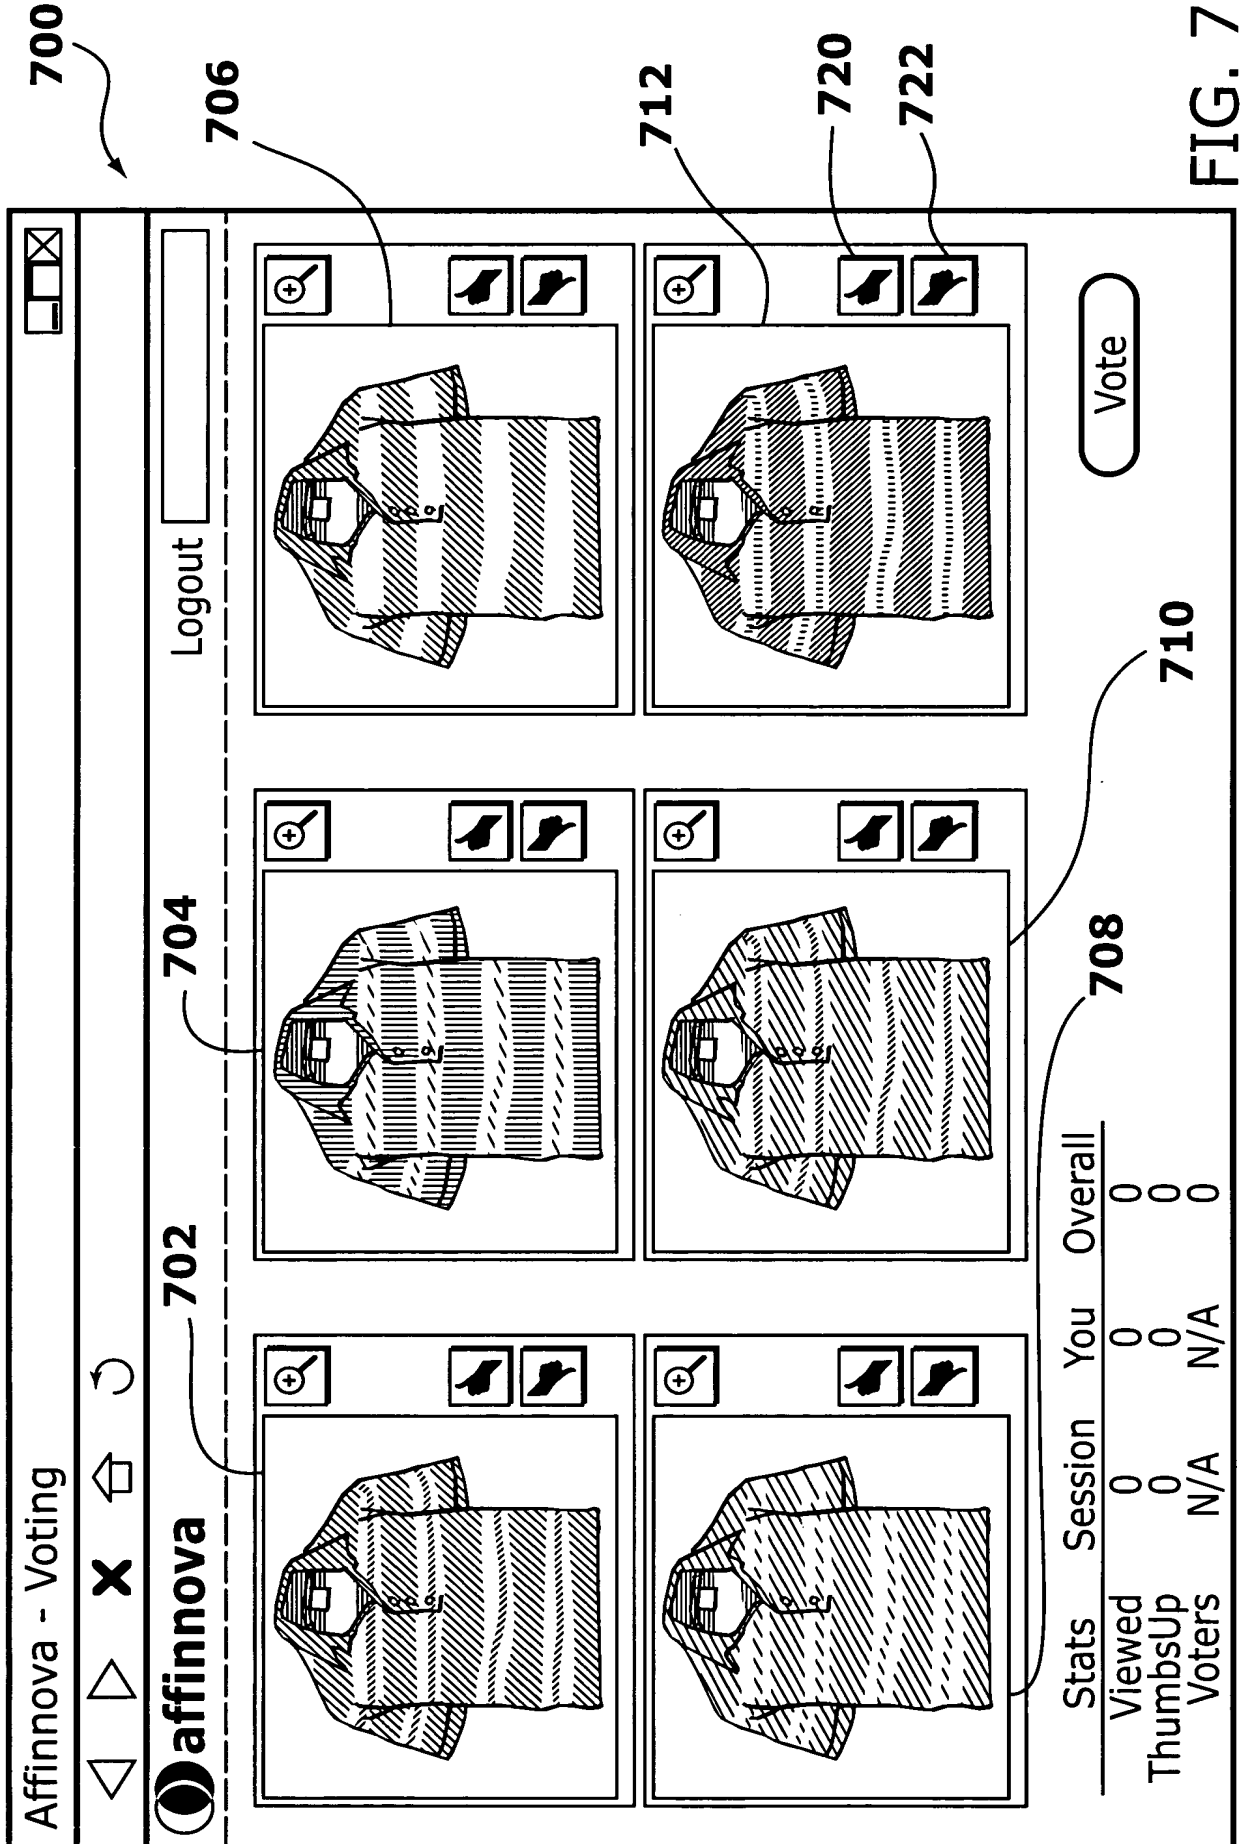 Affinnova - Voting
700
affinnova
Logout
702
704
706
712
720
722
708
710
Stats Session You Overall
Viewed 0 0 0
ThumbsUp 0 0 0
Voters N/A N/A 0
Vote
FIG. 7